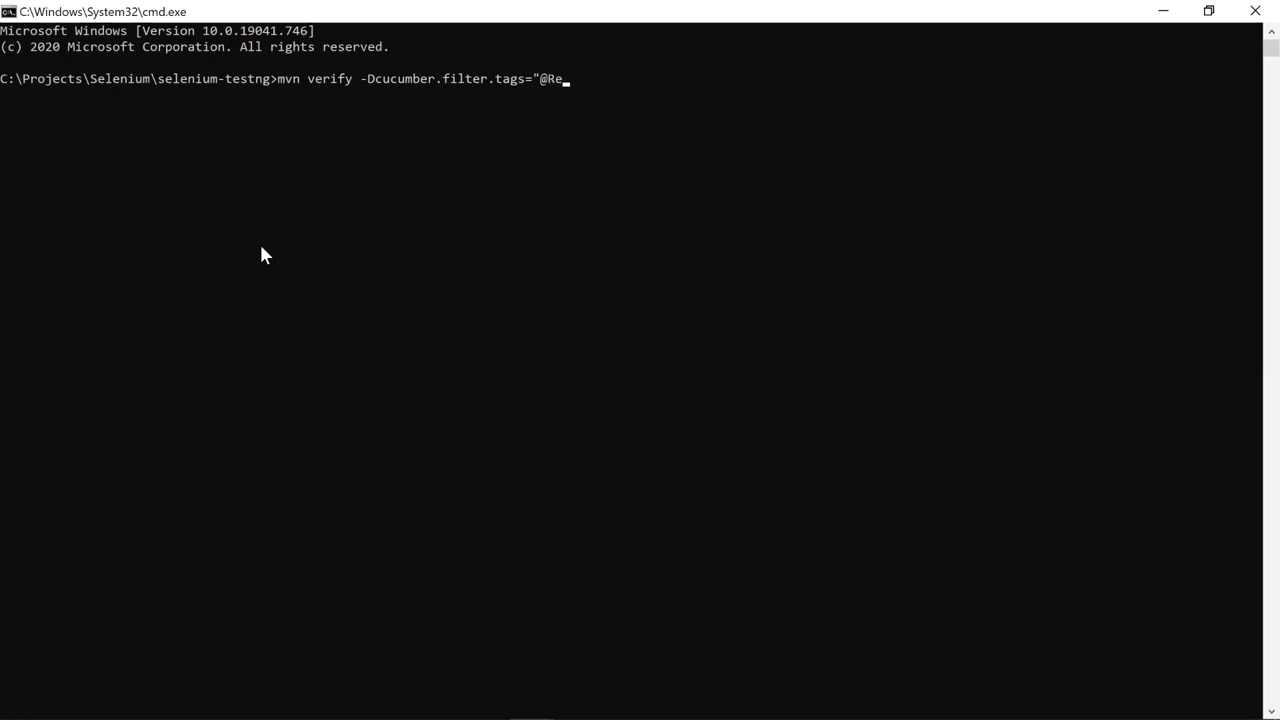 C:\Windows\System32\cmd.exe
Microsoft Windows [Version 10.0.19041.746]
(c) 2020 Microsoft Corporation. All rights reserved.
C:\Projects\Selenium\selenium-testng>mvn verify -Dcucumber.filter.tags="@Re